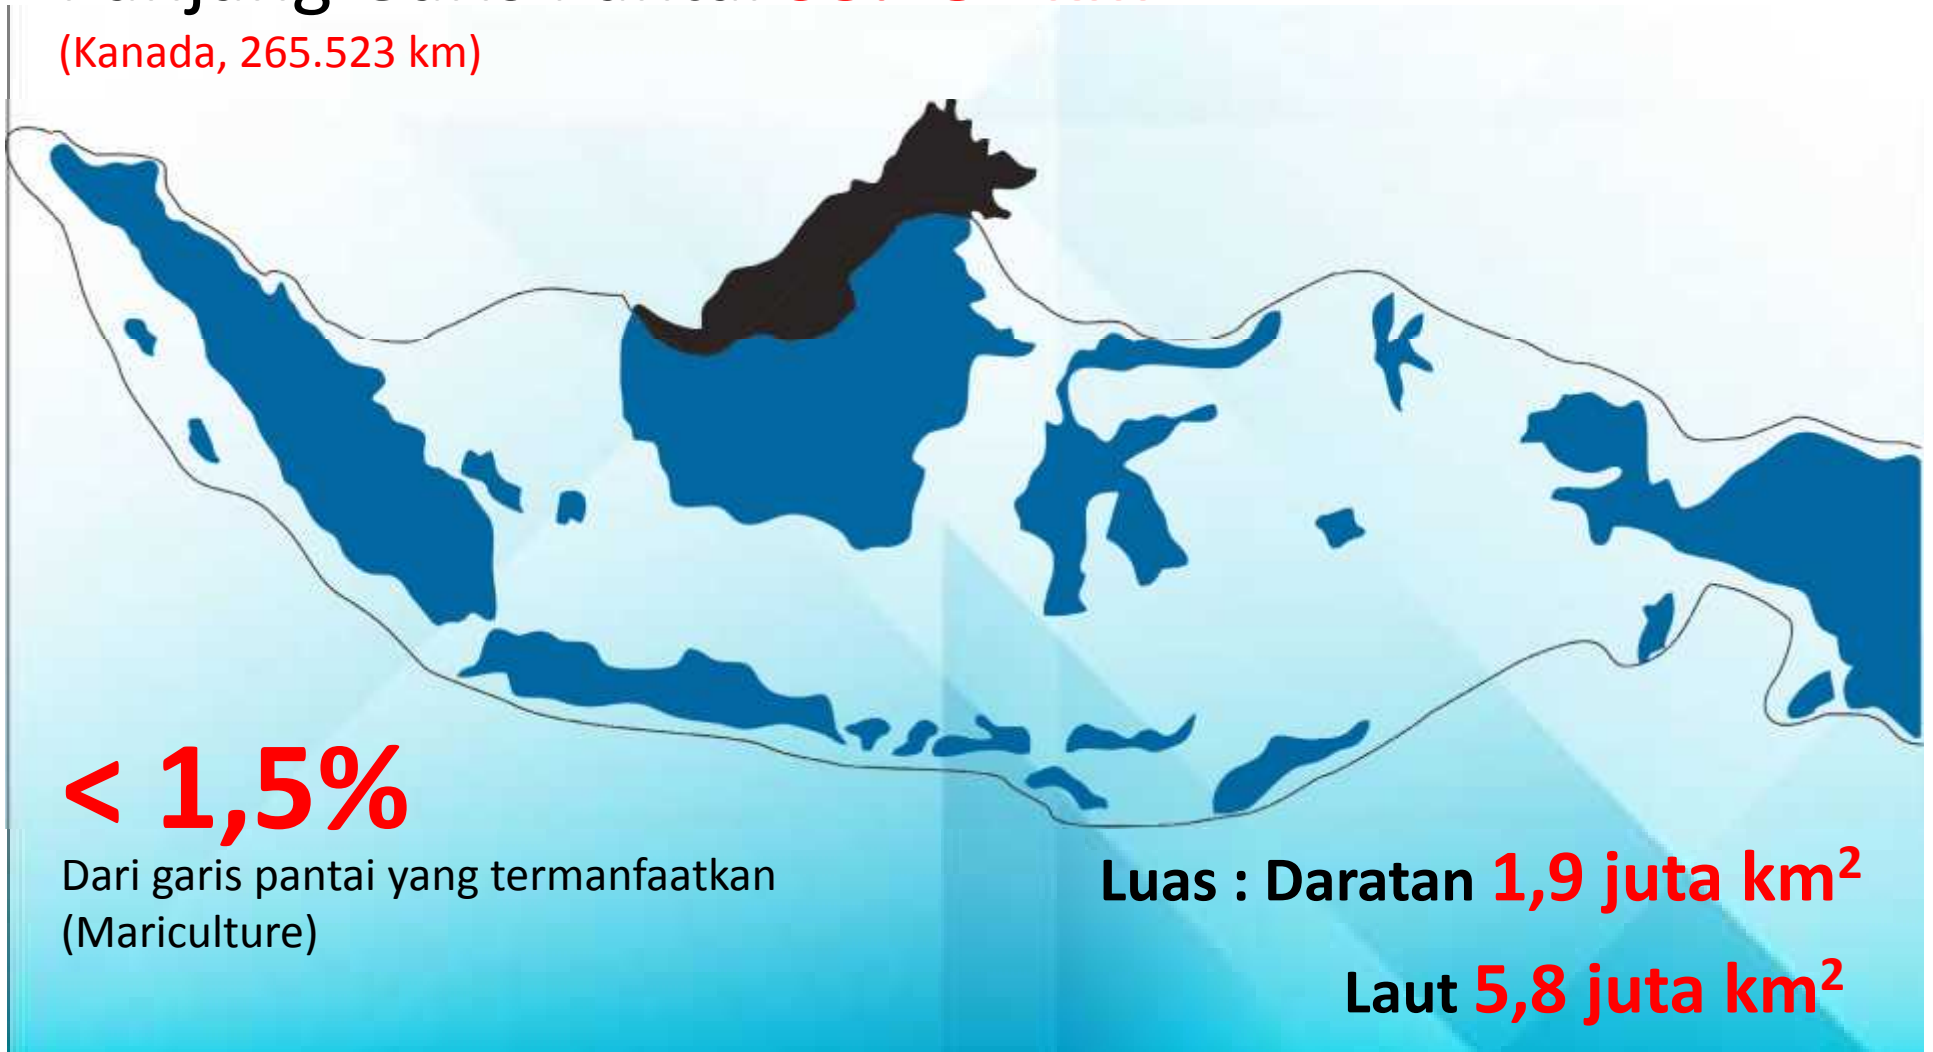 (Kanada, 265.523 km)
< 1,5%
Dari garis pantai yang termanfaatkan
(Mariculture)
Luas : Daratan 1,9 juta km²
Laut 5,8 juta km²